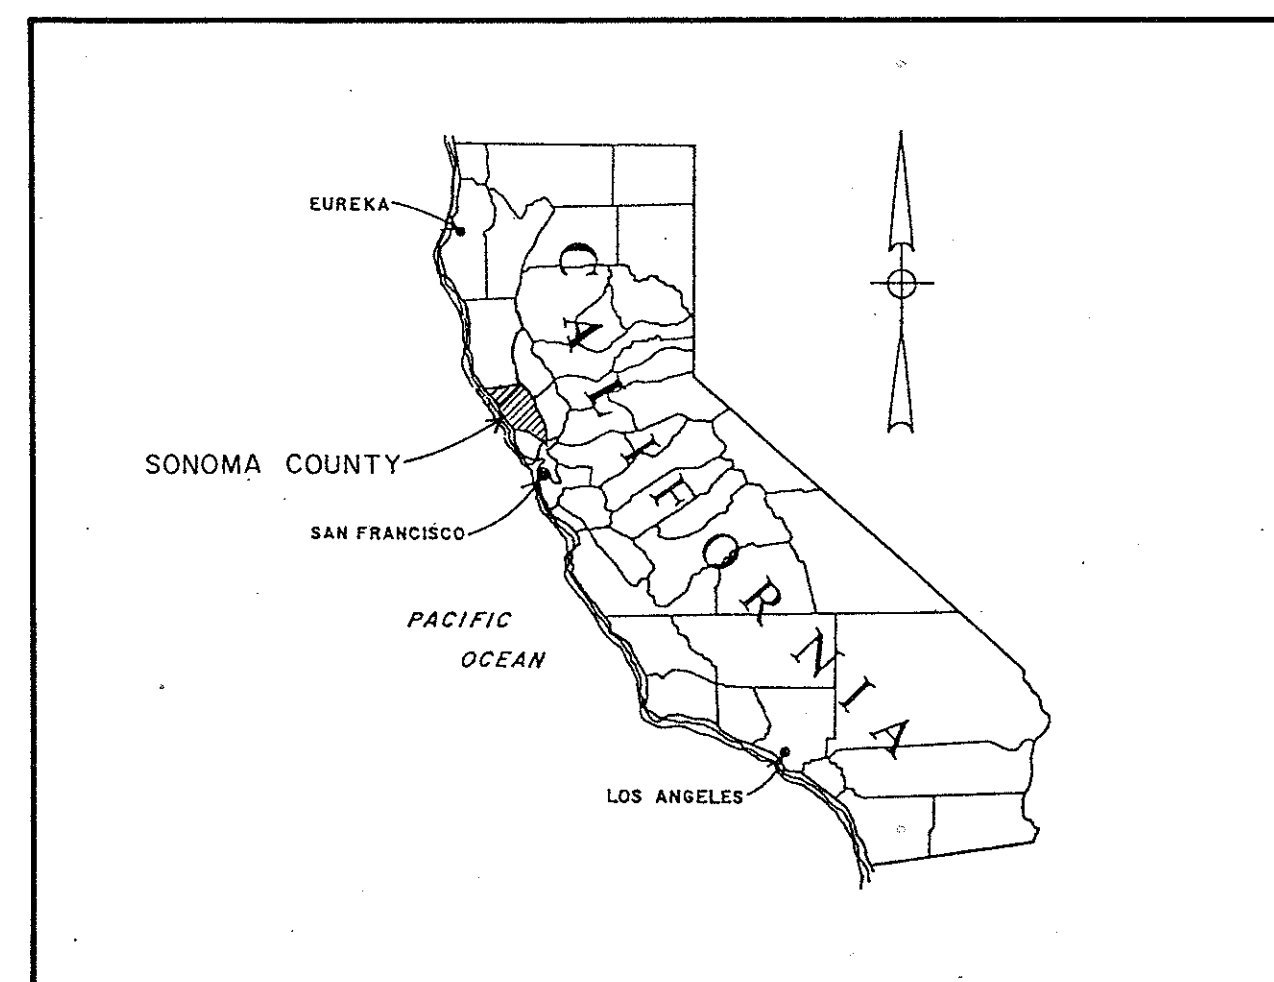 EUREKA
CALIFORNIA
SONOMA COUNTY
SAN FRANCISCO
PACIFIC
OCEAN
LOS ANGELES